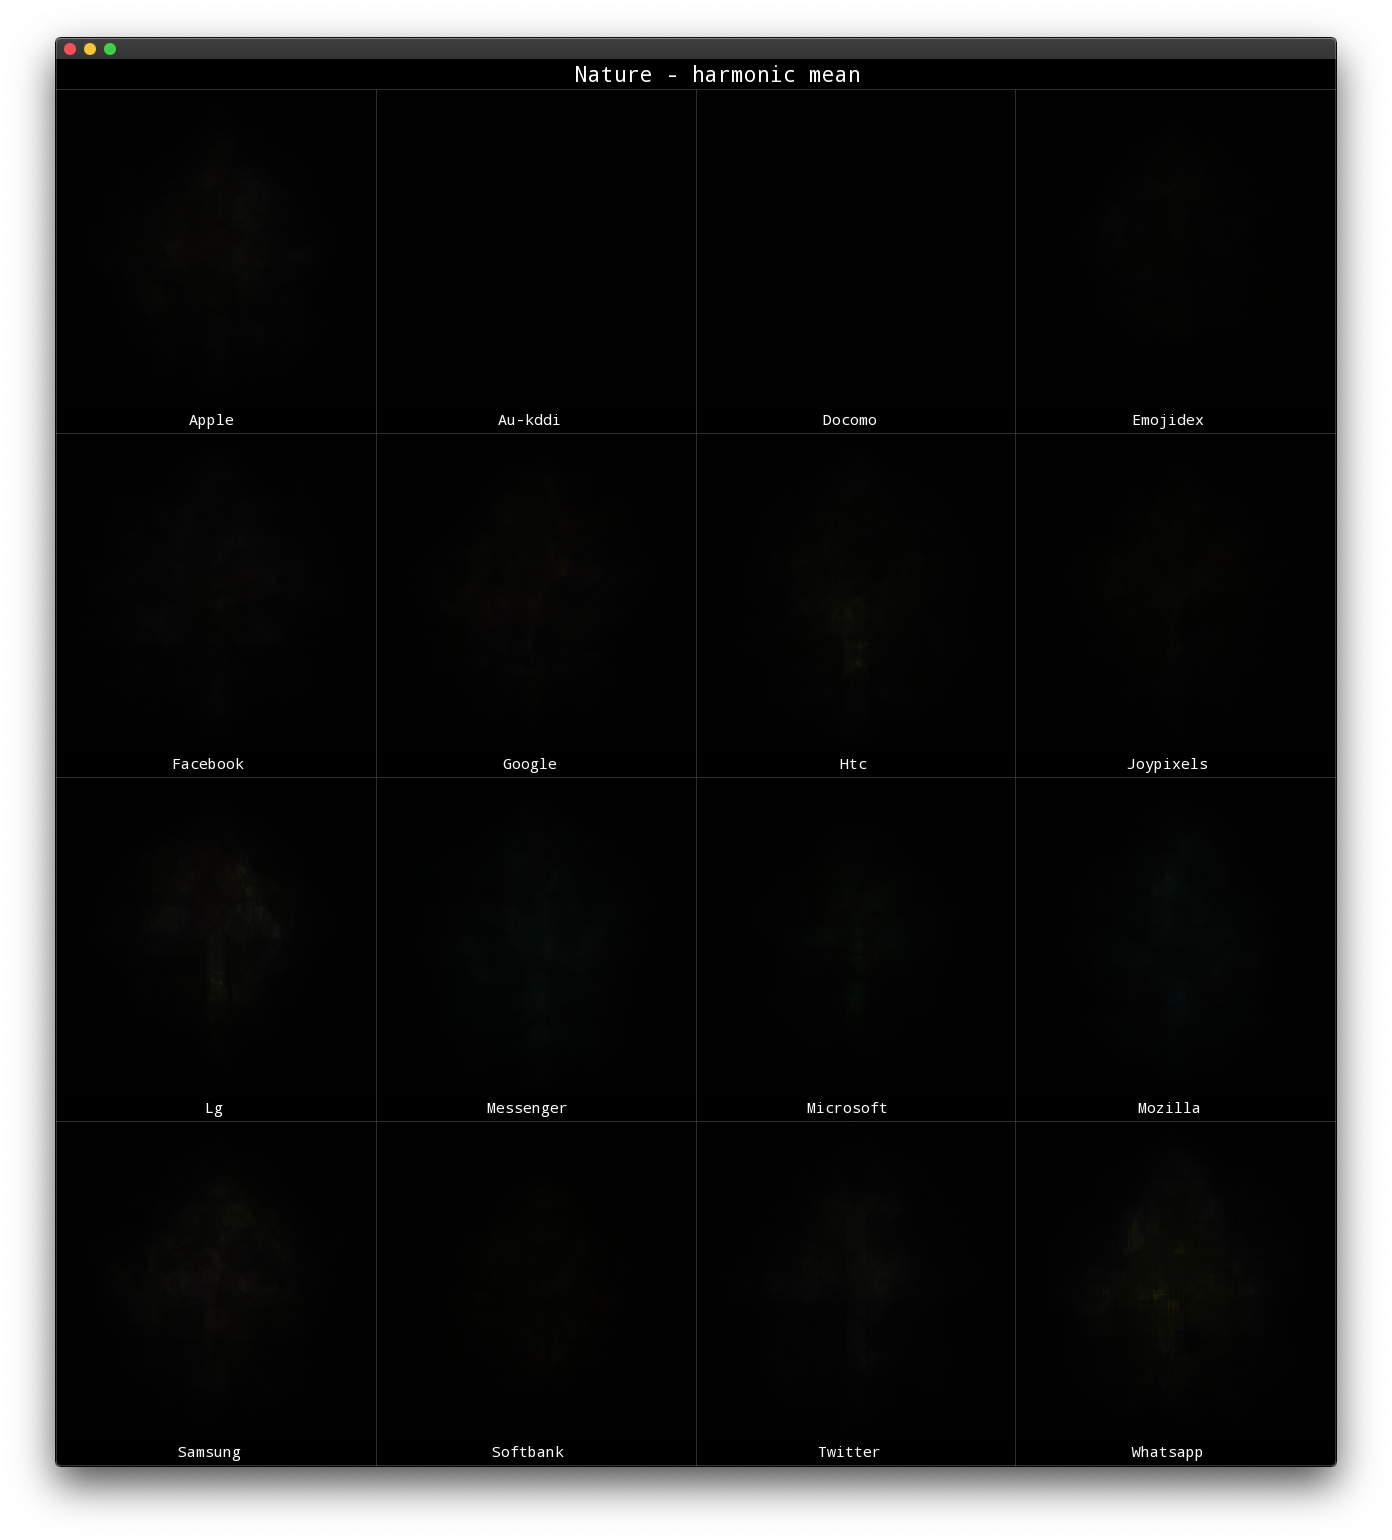 Nature - harmonic mean
Apple
Au-kddi
Docomo
Emojidex
Facebook
Google
Htc
Joypixels
Lg
Messenger
Microsoft
Mozilla
Samsung
Softbank
Twitter
Whatsapp